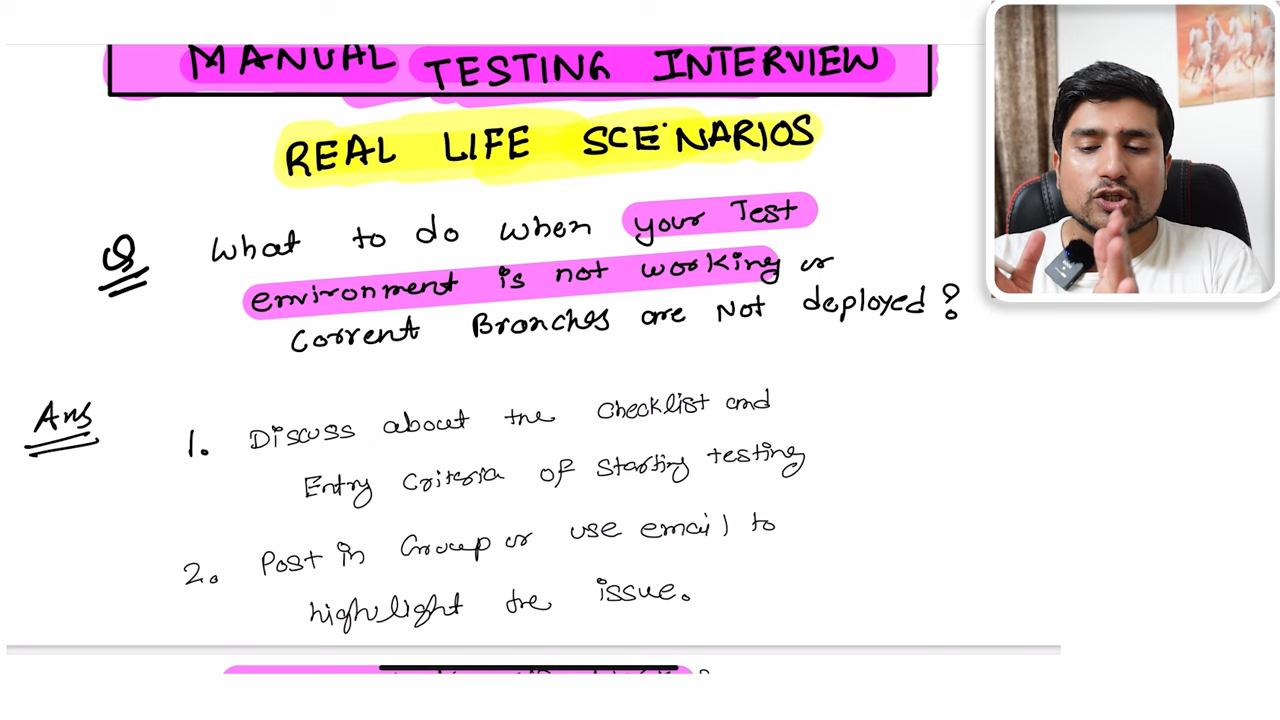 MANUAL TESTING INTERVIEW
REAL LIFE SCENARIOS
Q What to do when your Test
environment is not working or
Corrent Branches are Not deployed?
Ans
1. Discuss about the Checklist and
Entry Criteria of Starting testing
2. Post in Group or use email to
highlight the issue.